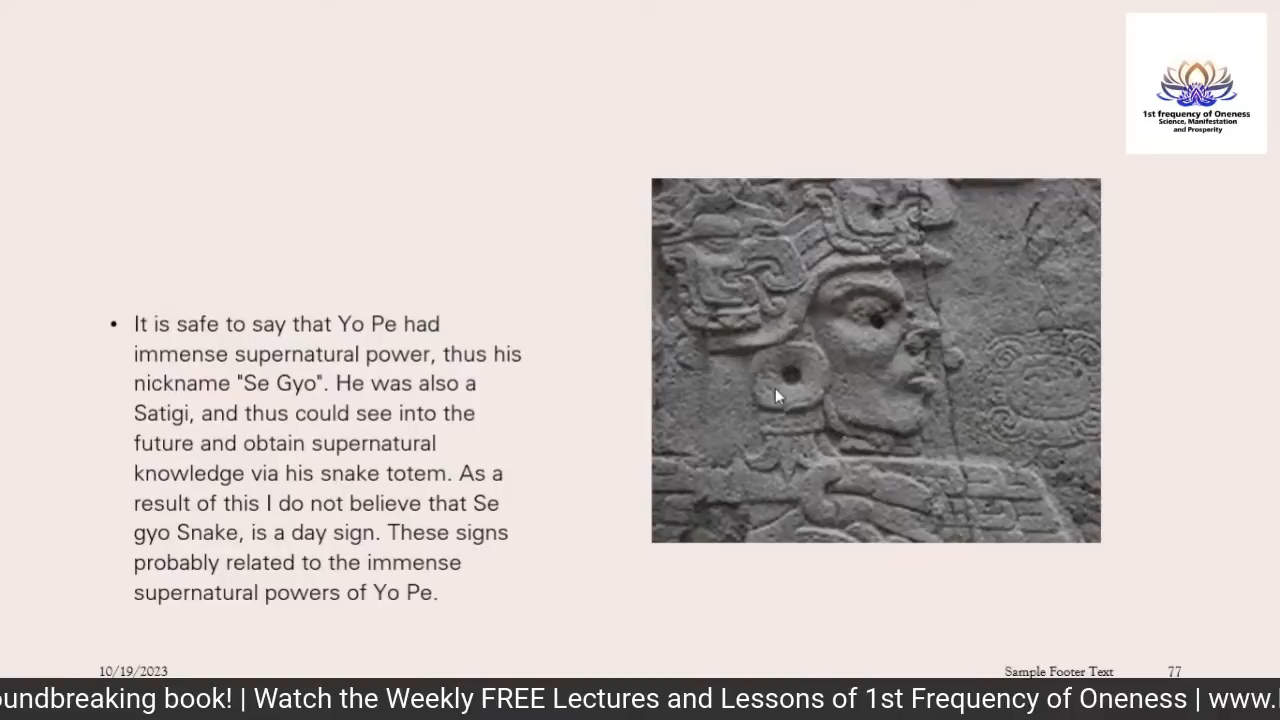 1st frequency of Oneness
Science, Manifestation
and Prosperity
• It is safe to say that Yo Pe had
immense supernatural power, thus his
nickname "Se Gyo". He was also a
Satigi, and thus could see into the
future and obtain supernatural
knowledge via his snake totem. As a
result of this I do not believe that Se
gyo Snake, is a day sign. These signs
probably related to the immense
supernatural powers of Yo Pe.
10/19/2023 Sample Footer Text 77
oundbreaking book! | Watch the Weekly FREE Lectures and Lessons of 1st Frequency of Oneness | www.